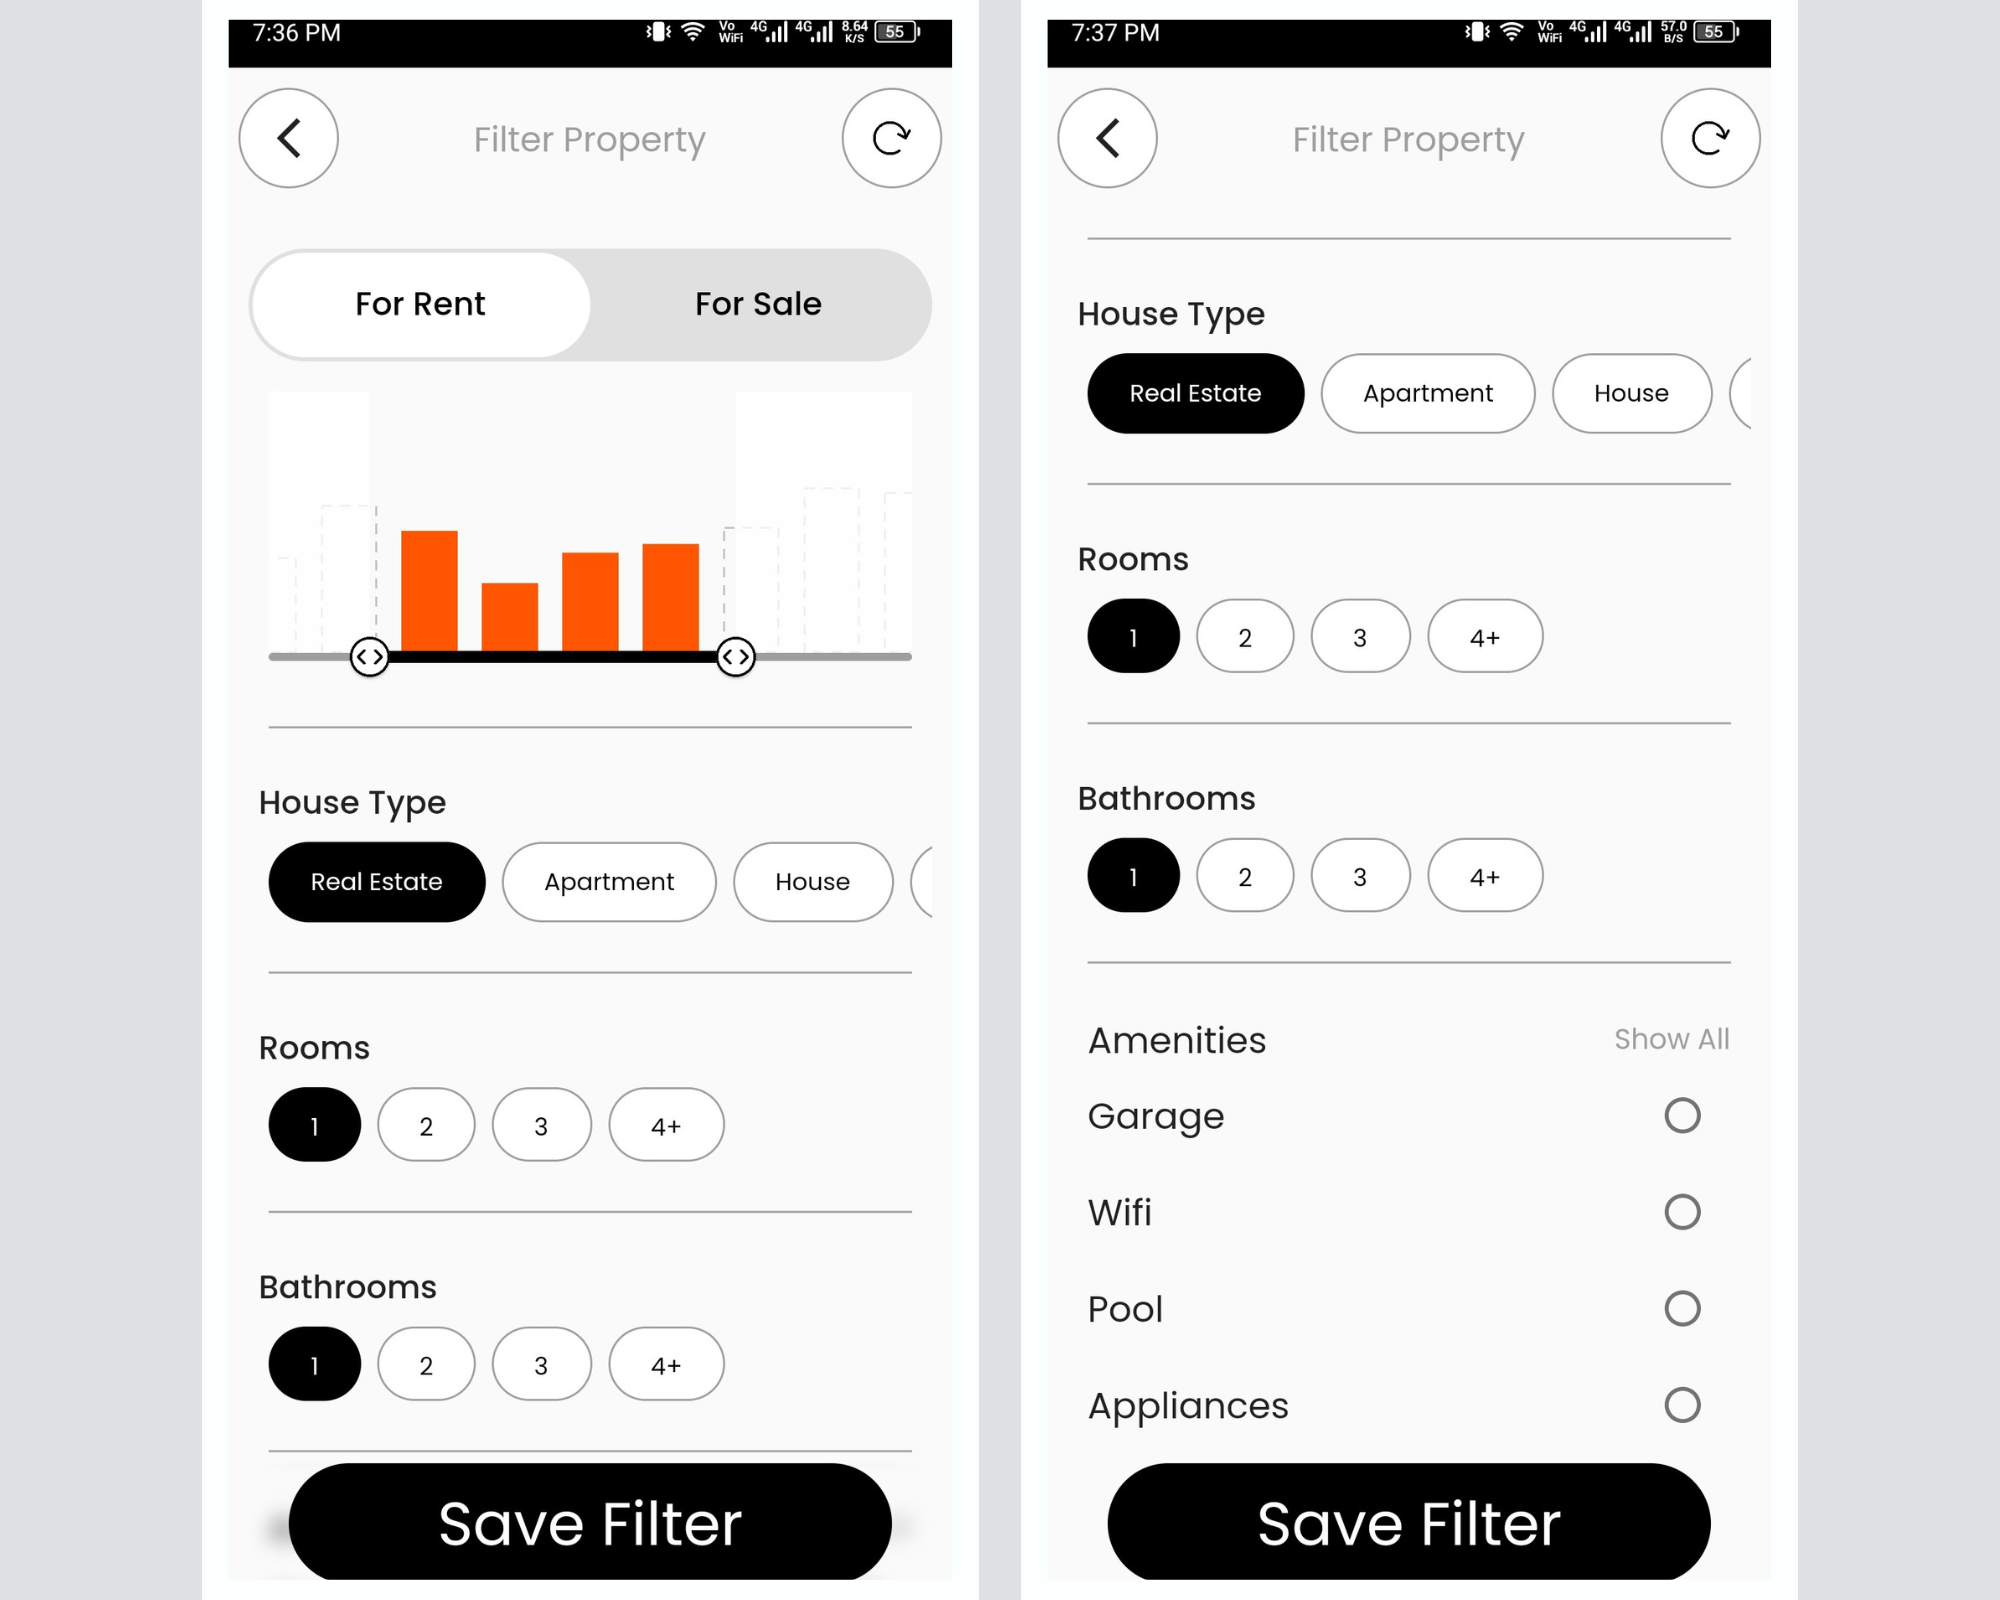 7:36 PM
Vo WiFi 4G 4G 8.64 K/S 55
Filter Property
For Rent For Sale
House Type
Real Estate Apartment House
Rooms
1 2 3 4+
Bathrooms
1 2 3 4+
Save Filter
7:37 PM
Vo WiFi 4G 4G 57.0 B/S 55
Filter Property
House Type
Real Estate Apartment House
Rooms
1 2 3 4+
Bathrooms
1 2 3 4+
Amenities Show All
Garage
Wifi
Pool
Appliances
Save Filter